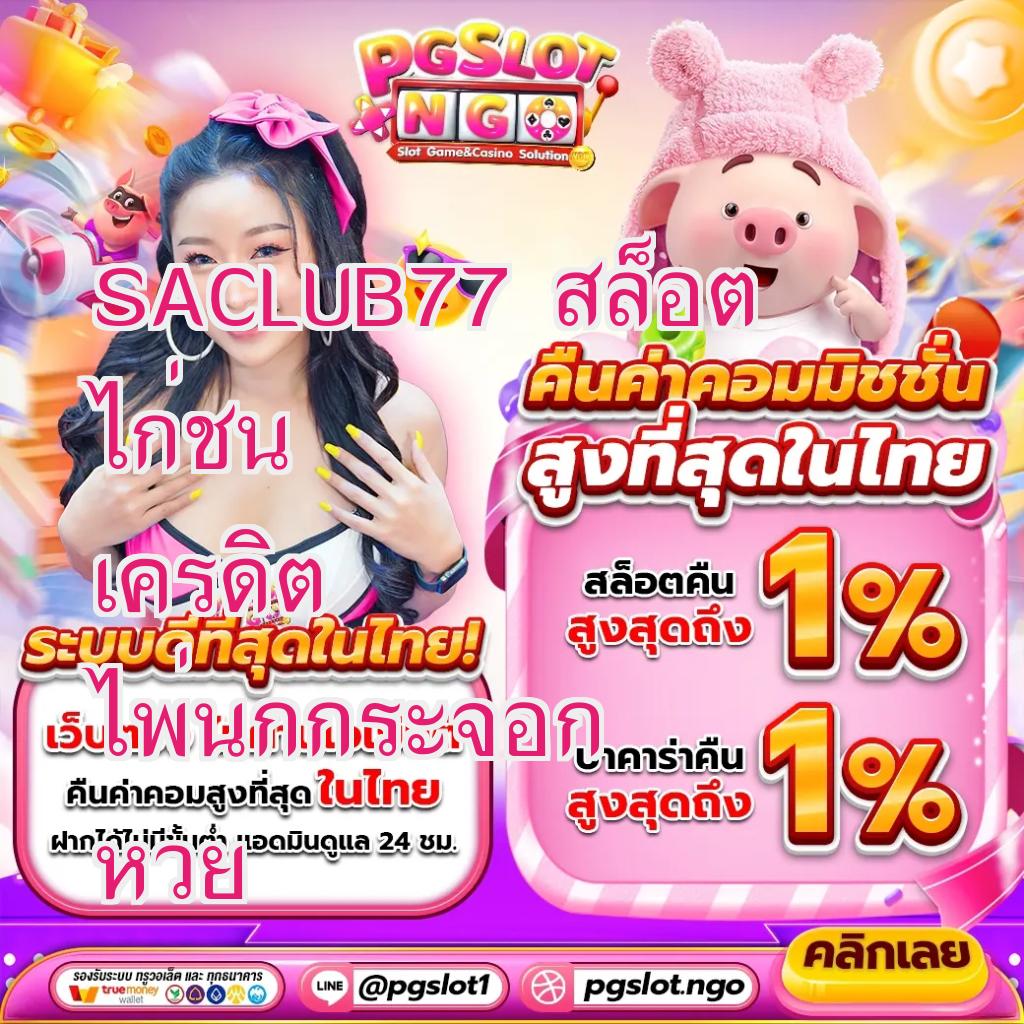 PGSLOT
NGO
Slot Game&Casino Solution
SACLUB77 สล็อต
ไก่ชน
เครดิต
ไพ่นกกระจอก
หวย
คืนค่าคอมมิชชั่น
สูงที่สุดในไทย
สล็อตคืน
สูงสุดถึง
1%
บาคาร่าคืน
สูงสุดถึง
1%
ระบบดีที่สุดในไทย!
คืนค่าคอมสูงที่สุด ในไทย
ฝากได้ไม่มีขั้นต่ำ แอดมินดูแล 24 ชม.
คลิกเลย
รองรับระบบ ทรูวอเล็ต และ ทุกธนาคาร
truemoney
wallet
LINE @pgslot1
pgslot.ngo